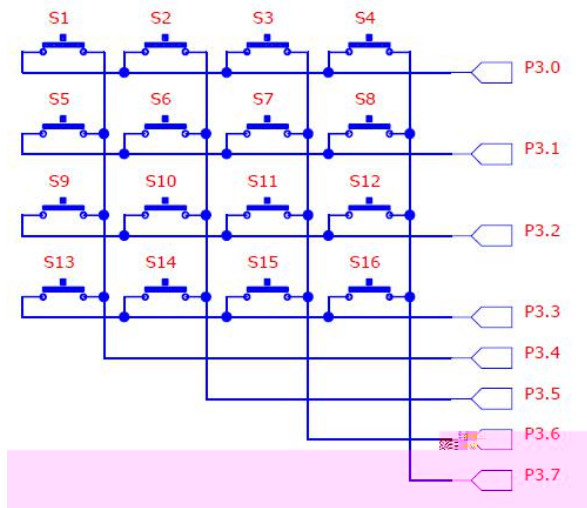 S1 S2 S3 S4
P3.0
S5 S6 S7 S8
P3.1
S9 S10 S11 S12
P3.2
S13 S14 S15 S16
P3.3
P3.4
P3.5
P3.6
P3.7